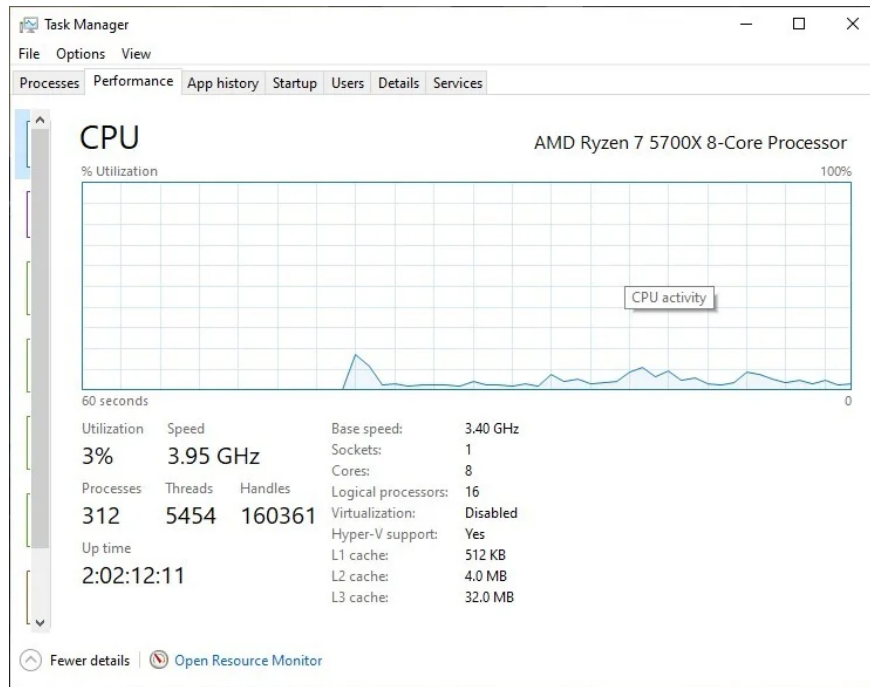 Task Manager
File Options View
Processes Performance App history Startup Users Details Services
CPU
AMD Ryzen 7 5700X 8-Core Processor
% Utilization 100%
CPU activity
60 seconds 0
Utilization Speed
3% 3.95 GHz
Processes Threads Handles
312 5454 160361
Up time
2:02:12:11
Base speed: 3.40 GHz
Sockets: 1
Cores: 8
Logical processors: 16
Virtualization: Disabled
Hyper-V support: Yes
L1 cache: 512 KB
L2 cache: 4.0 MB
L3 cache: 32.0 MB
Fewer details Open Resource Monitor